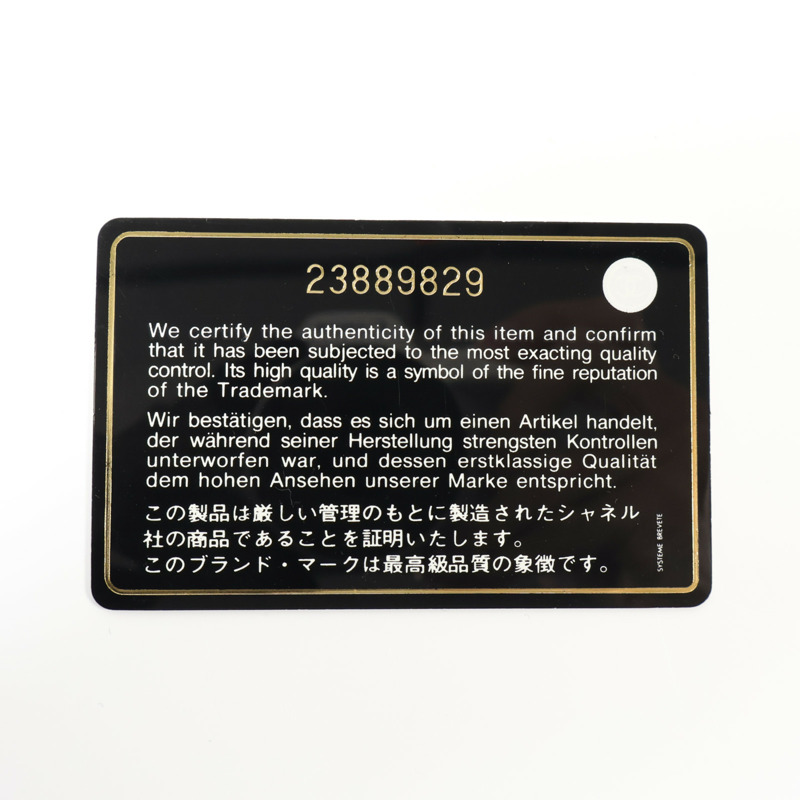 23889829
We certify the authenticity of this item and confirm
that it has been subjected to the most exacting quality
control. Its high quality is a symbol of the fine reputation
of the Trademark.
Wir bestätigen, dass es sich um einen Artikel handelt,
der während seiner Herstellung strengsten Kontrollen
unterworfen war, und dessen erstklassige Qualität
dem hohen Ansehen unserer Marke entspricht.
この製品は厳しい管理のもとに製造されたシャネル
社の商品であることを証明いたします。
このブランド・マークは最高級品質の象徴です。
SYSTEME BREVETE